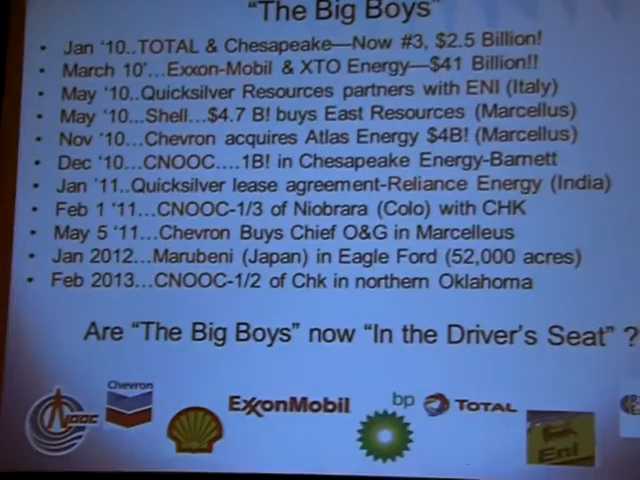 "The Big Boys"
• Jan '10..TOTAL & Chesapeake—Now #3, $2.5 Billion!
• March 10'…Exxon-Mobil & XTO Energy—$41 Billion!!
• May '10..Quicksilver Resources partners with ENI (Italy)
• May '10...Shell...$4.7 B! buys East Resources (Marcellus)
• Nov '10...Chevron acquires Atlas Energy $4B! (Marcellus)
• Dec '10...CNOOC....1B! in Chesapeake Energy-Barnett
• Jan '11..Quicksilver lease agreement-Reliance Energy (India)
• Feb 1 '11...CNOOC-1/3 of Niobrara (Colo) with CHK
• May 5 '11...Chevron Buys Chief O&G in Marcelleus
• Jan 2012...Marubeni (Japan) in Eagle Ford (52,000 acres)
• Feb 2013...CNOOC-1/2 of Chk in northern Oklahoma
Are "The Big Boys" now "In the Driver's Seat" ?
CNOOC
Chevron
ExxonMobil
bp
TOTAL
Eni